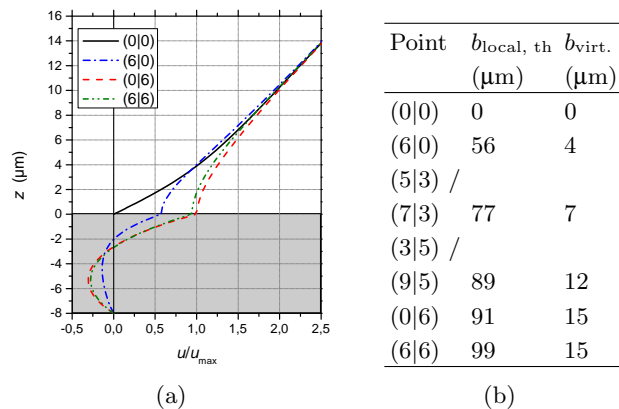 16
14
12
10
8
6
4
2
0
-2
-4
-6
-8
z (µm)
(0|0)
(6|0)
(0|6)
(6|6)
-0,5 0,0 0,5 1,0 1,5 2,0 2,5
u/umax
(a)
Point blocal, th bvirt.
(µm) (µm)
(0|0) 0 0
(6|0) 56 4
(5|3) /
(7|3) 77 7
(3|5) /
(9|5) 89 12
(0|6) 91 15
(6|6) 99 15
(b)